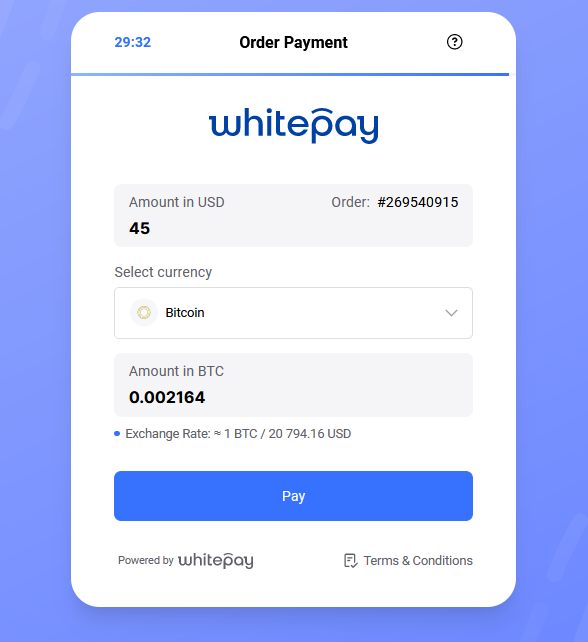 29:32 Order Payment
whitepay
Amount in USD Order: #269540915
45
Select currency
Bitcoin
Amount in BTC
0.002164
Exchange Rate: ≈ 1 BTC / 20 794.16 USD
Pay
Powered by whitepay Terms & Conditions